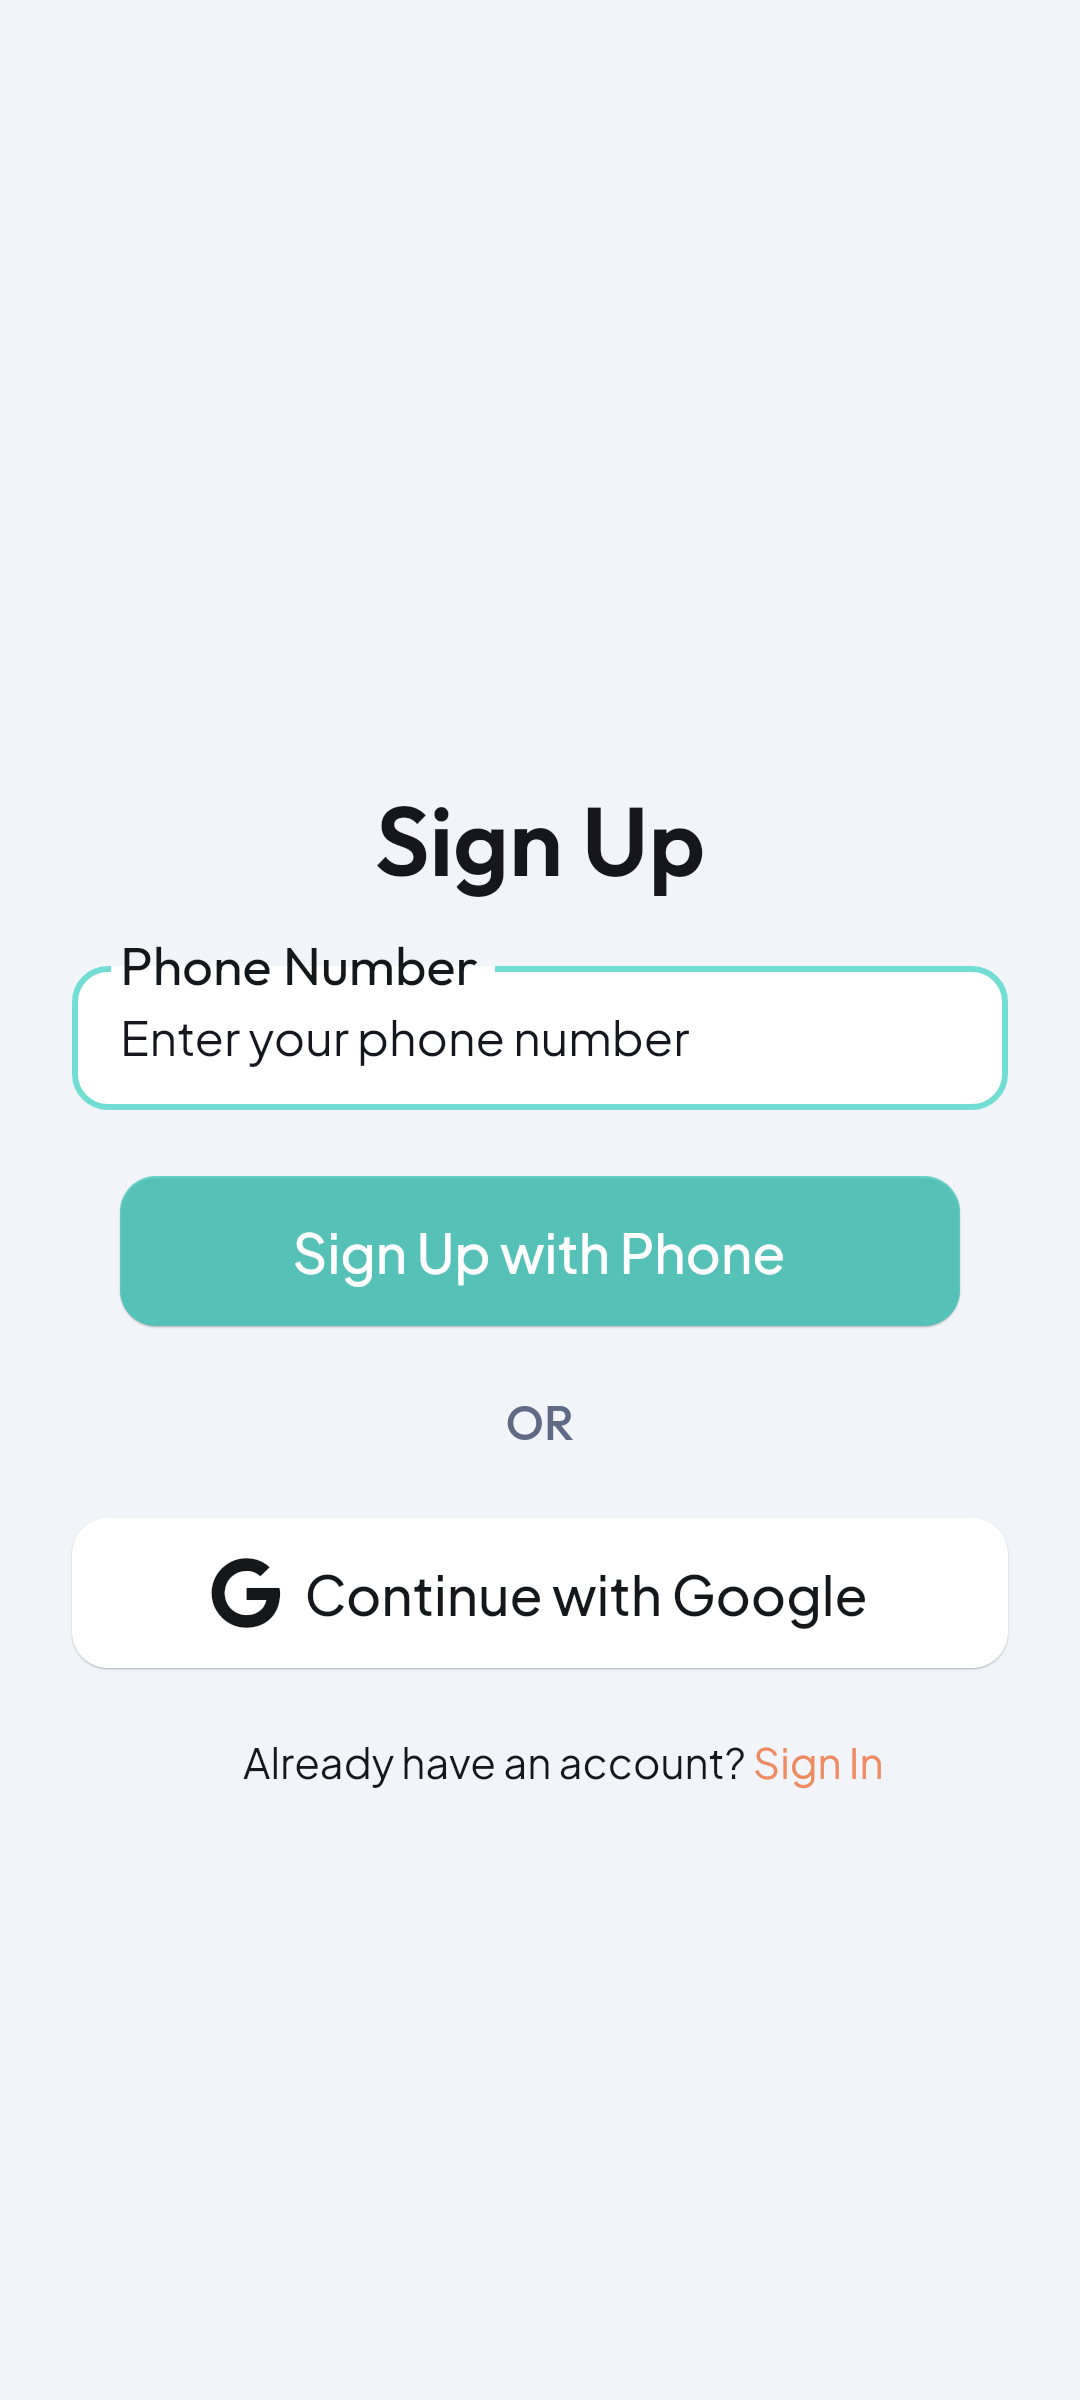 Sign Up
Phone Number
Enter your phone number
Sign Up with Phone
OR
Continue with Google
Already have an account? Sign In